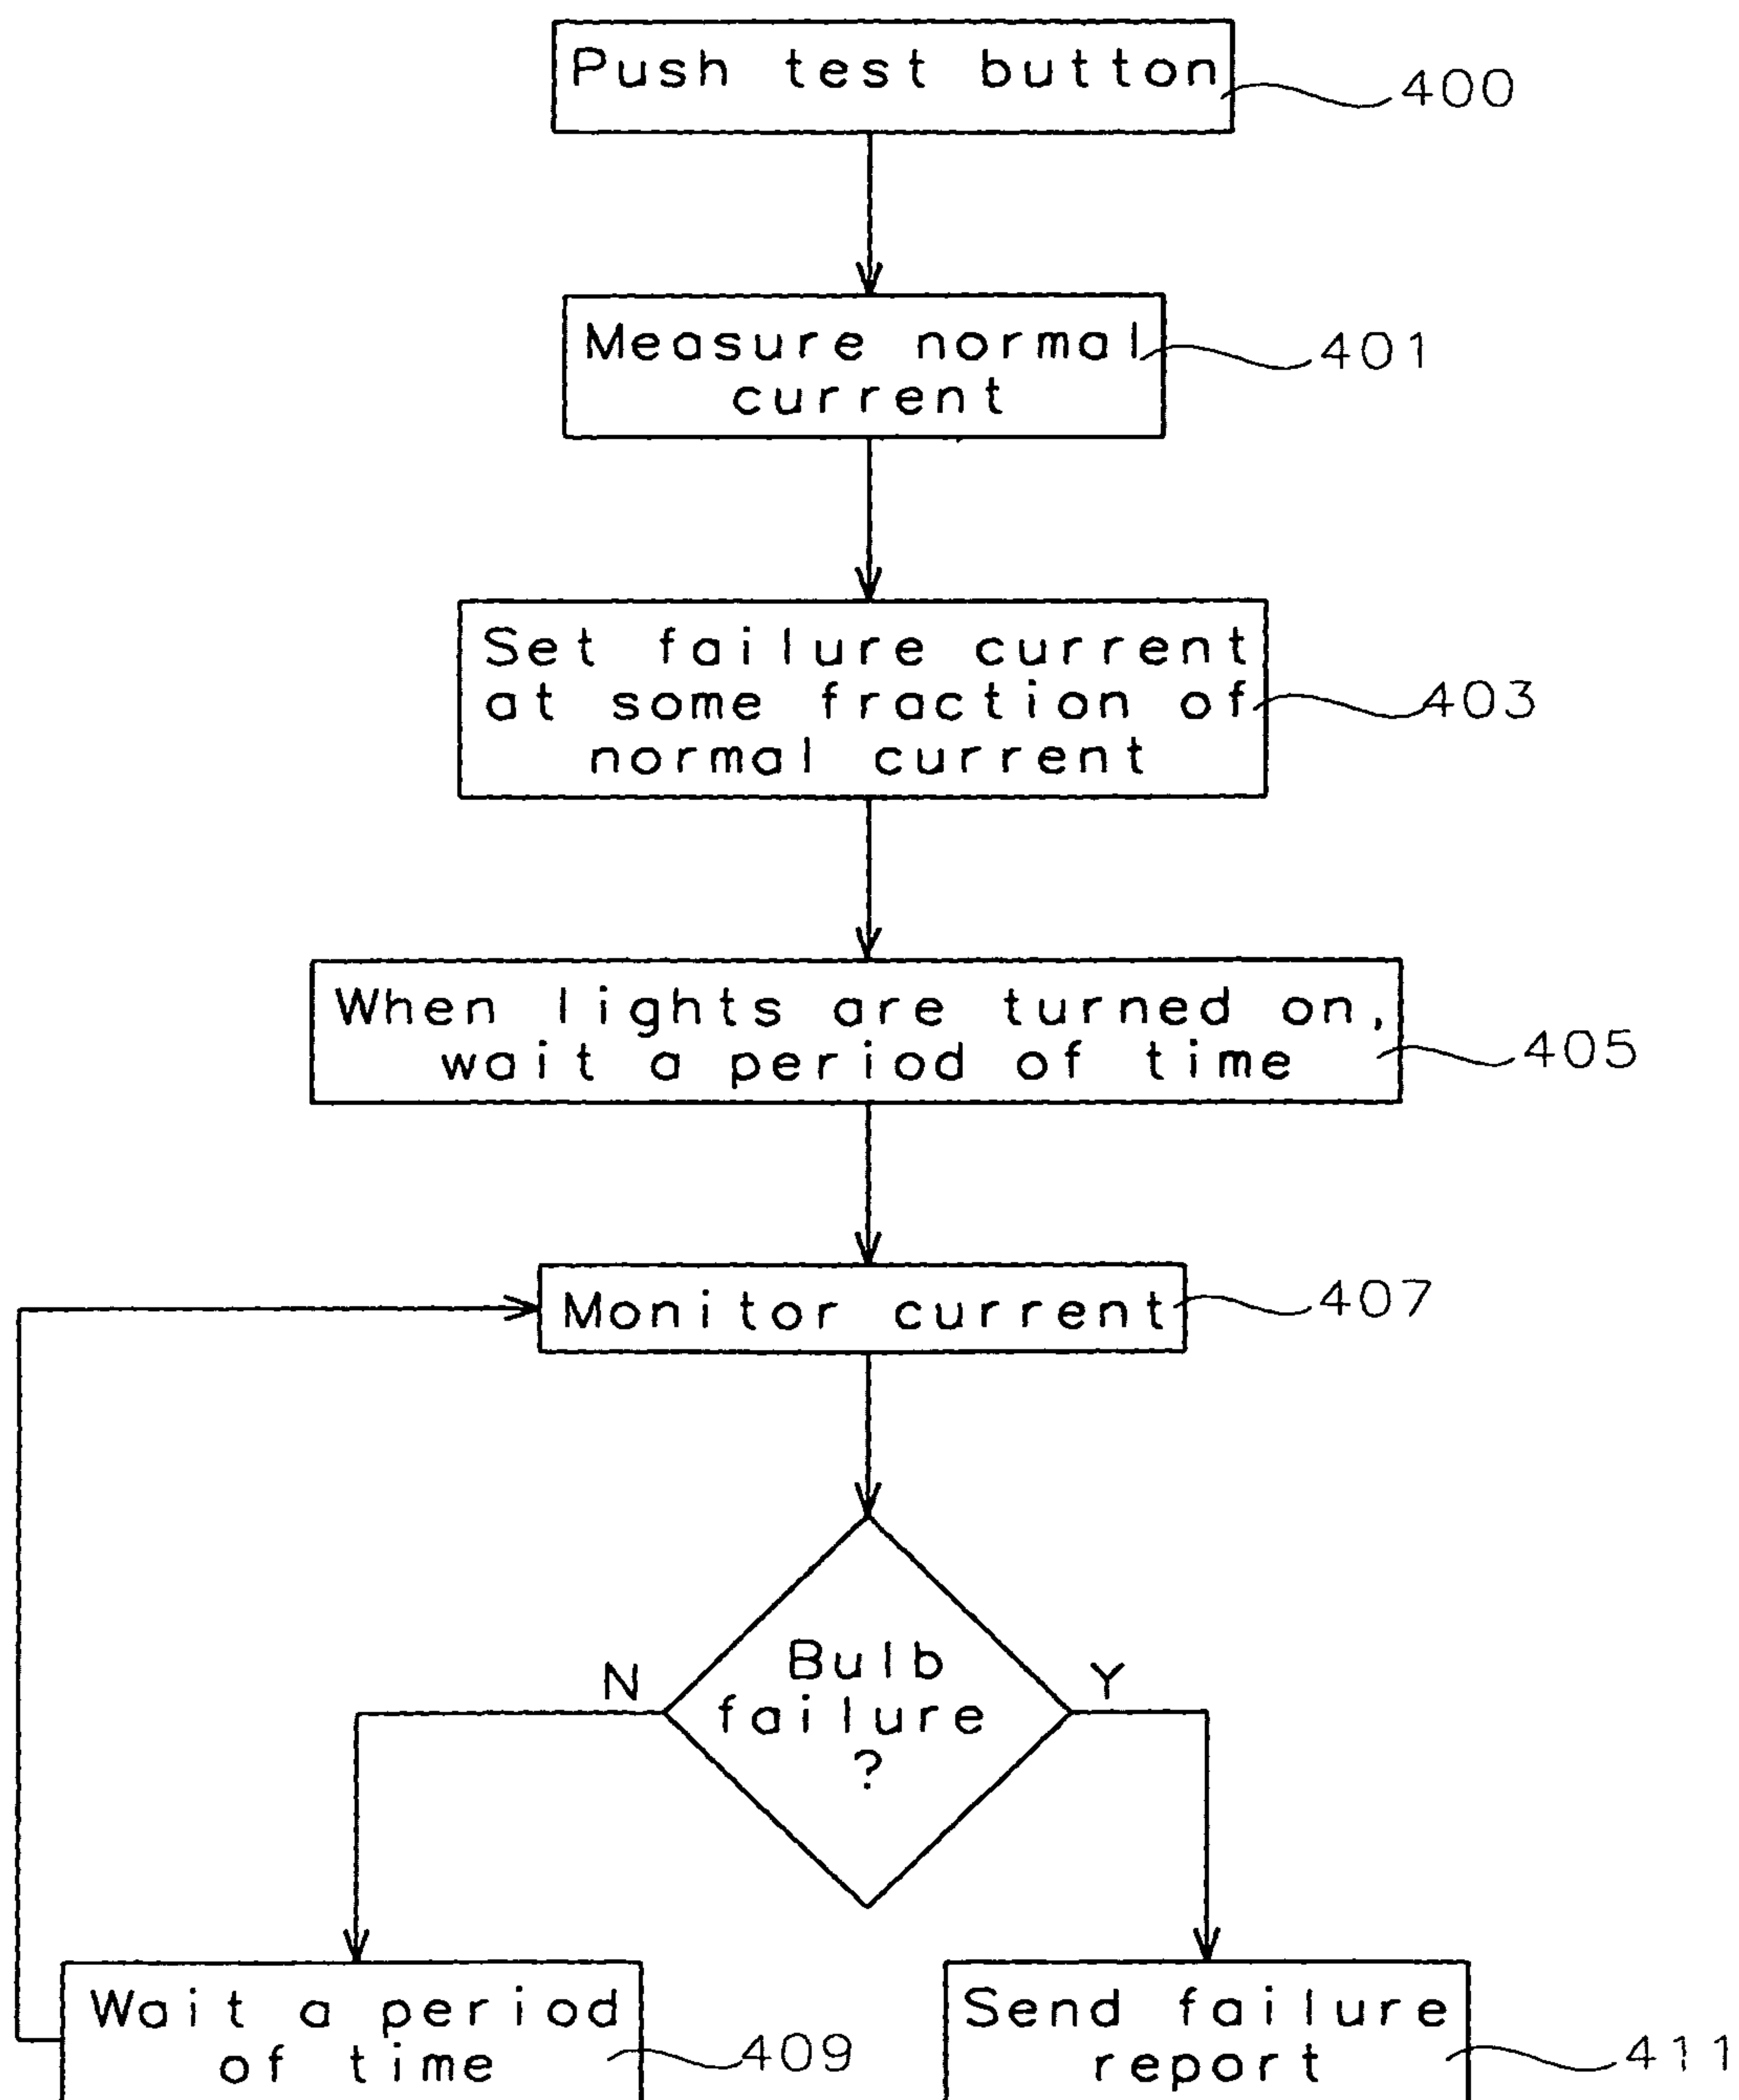 Push test button
400
Measure normal
current
401
Set failure current
at some fraction of
normal current
403
When lights are turned on,
wait a period of time
405
Monitor current
407
Bulb
failure
?
N
Y
Wait a period
of time
409
Send failure
report
411